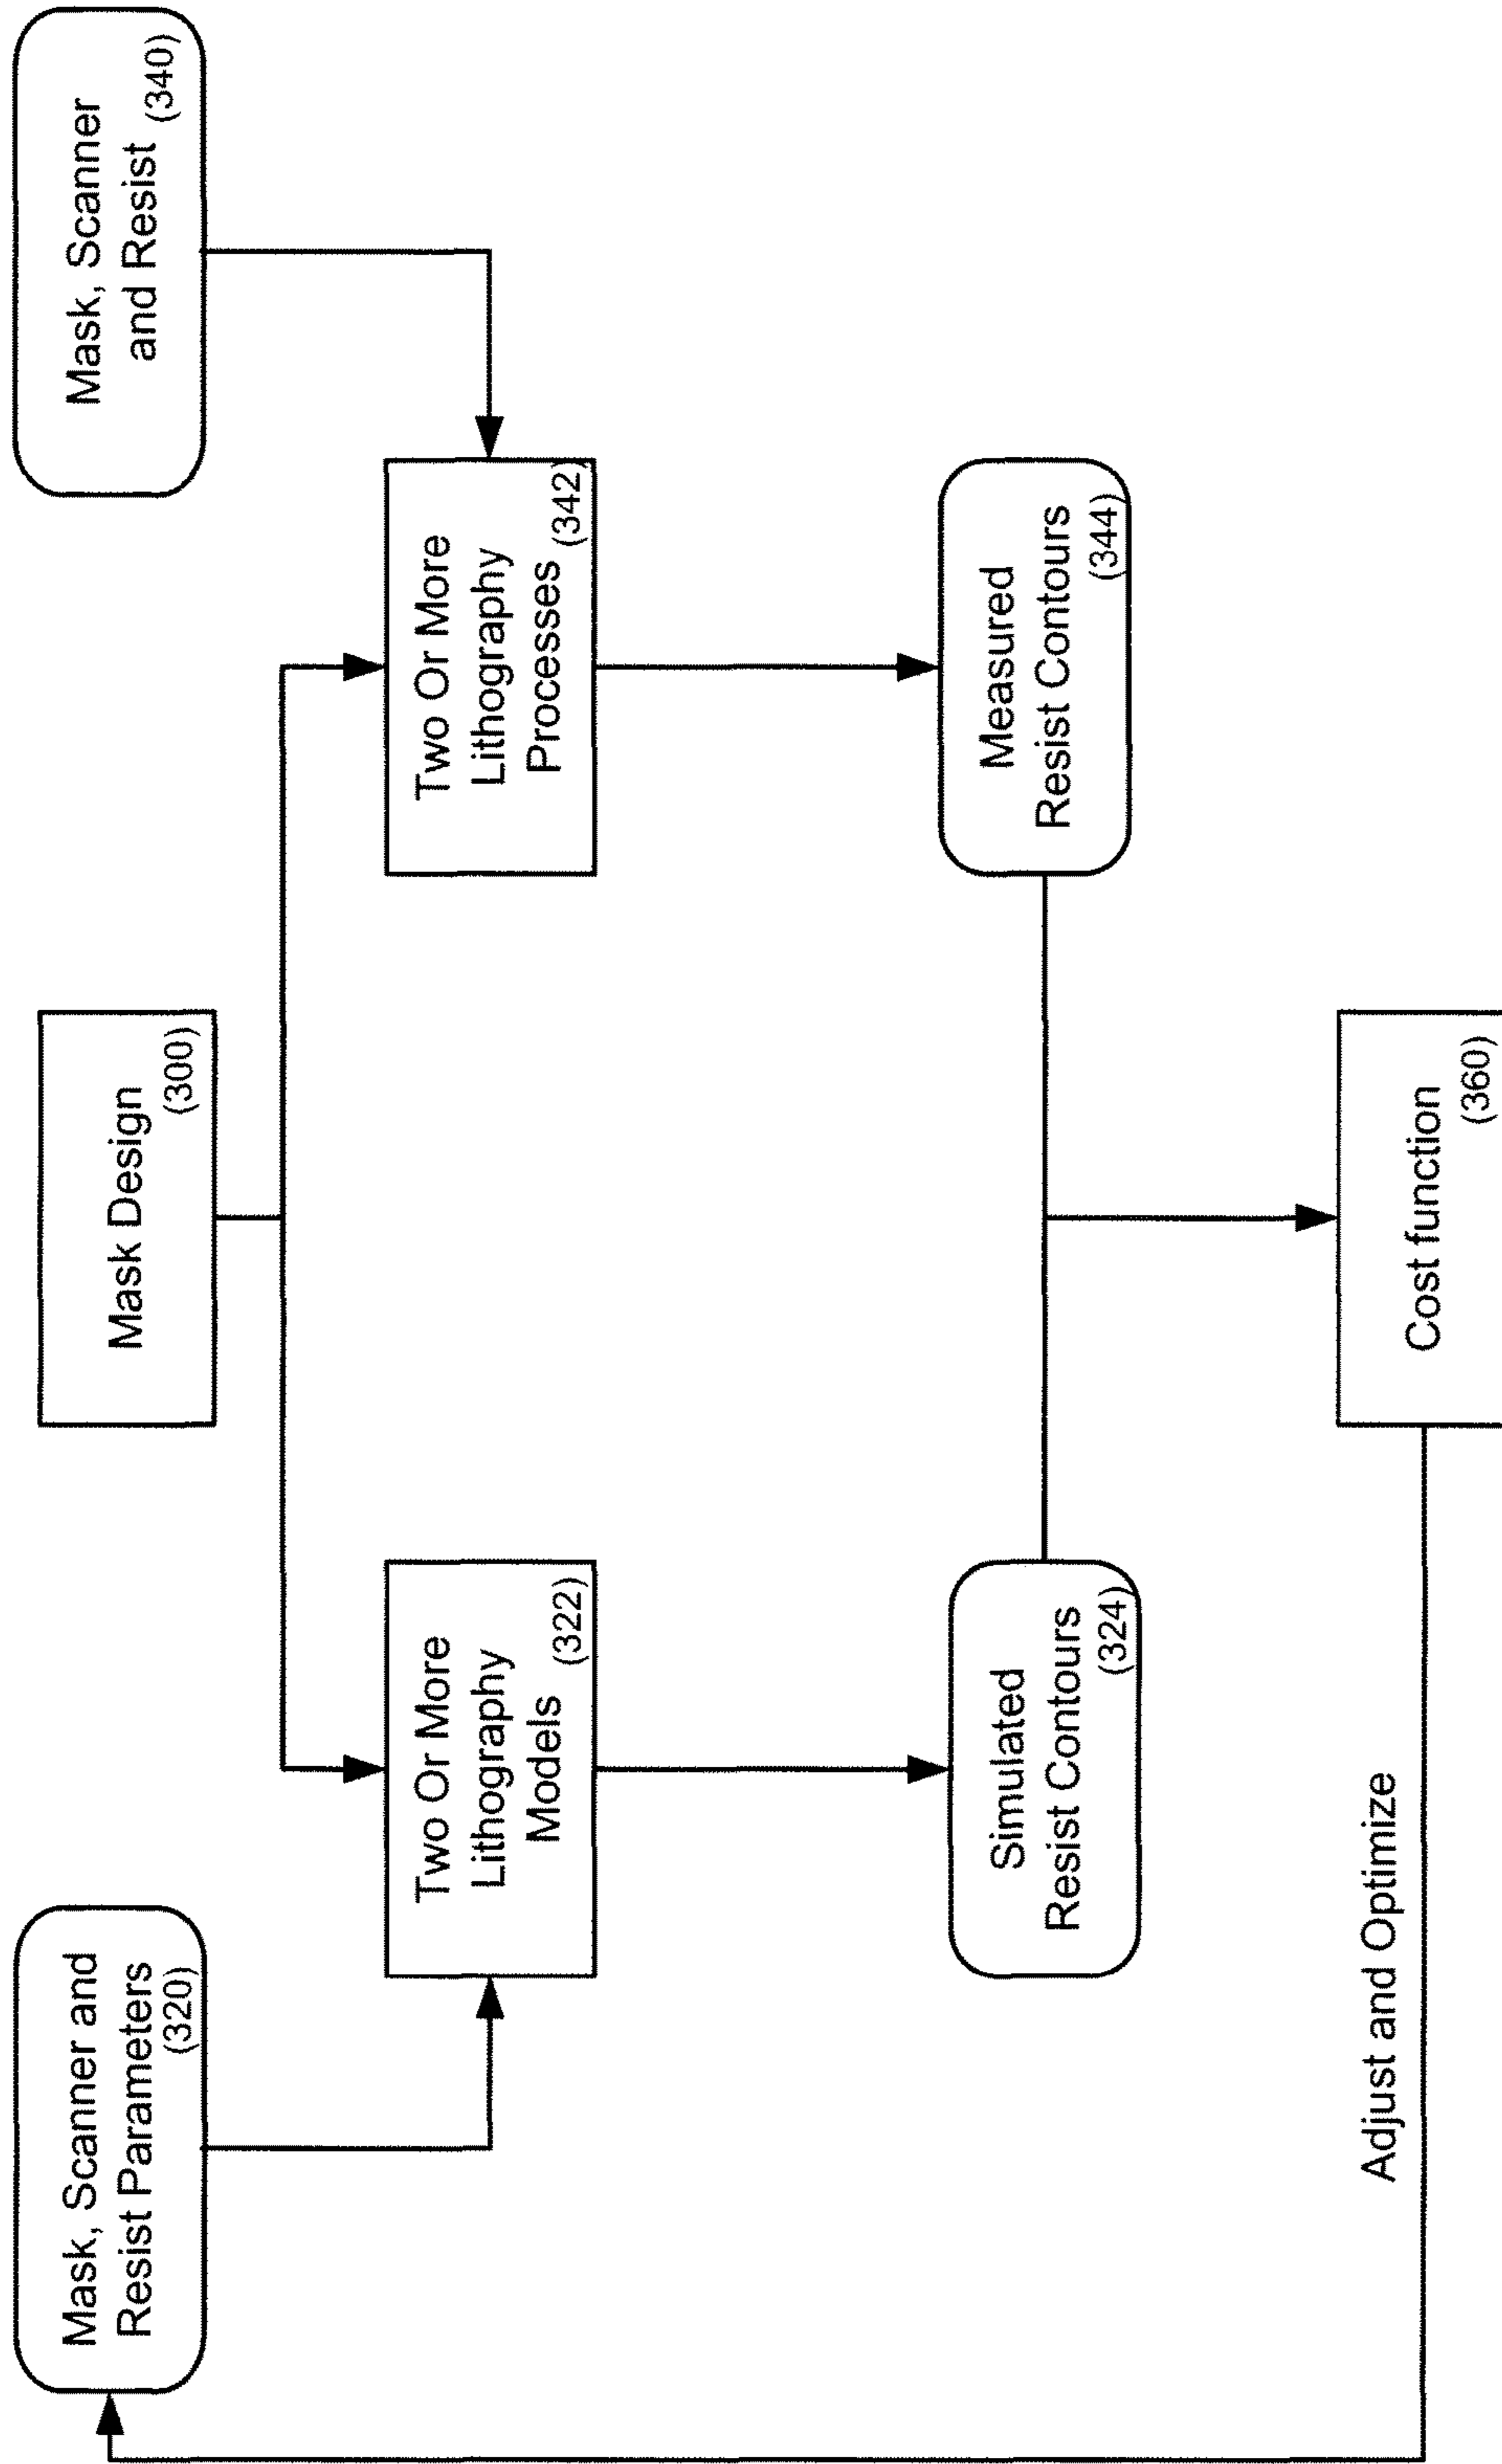 Mask, Scanner and
Resist Parameters
(320)
Mask Design
(300)
Mask, Scanner
and Resist
(340)
Two Or More
Lithography
Models
(322)
Two Or More
Lithography
Processes
(342)
Simulated
Resist Contours
(324)
Measured
Resist Contours
(344)
Adjust and Optimize
Cost function
(360)